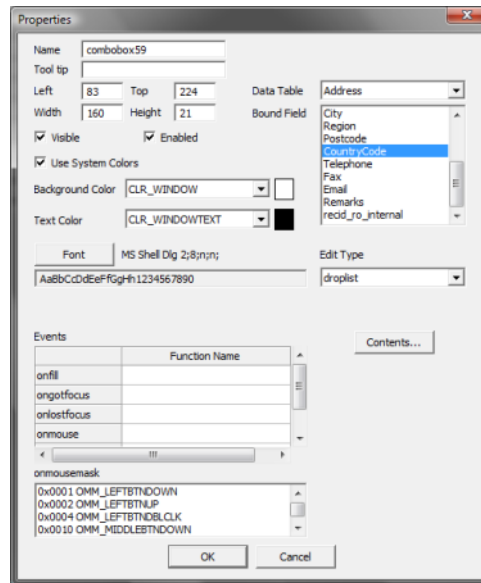 Properties
Name combobox59
Tool tip
Left 83 Top 224 Data Table Address
Width 160 Height 21 Bound Field City
Region
Postcode
CountryCode
Telephone
Fax
Email
Remarks
recid_ro_internal
Visible Enabled
Use System Colors
Background Color CLR_WINDOW
Text Color CLR_WINDOWTEXT
Font MS Shell Dlg 2;8;n;n; Edit Type
AaBbCcDdEeFfGgHh1234567890 droplist
Events Contents...
Function Name
onfill
ongotfocus
onlostfocus
onmouse
onmousemask
0x0001 OMM_LEFTBTNDOWN
0x0002 OMM_LEFTBTNUP
0x0004 OMM_LEFTBTNDBLCLK
0x0010 OMM_MIDDLEBTNDOWN
OK Cancel